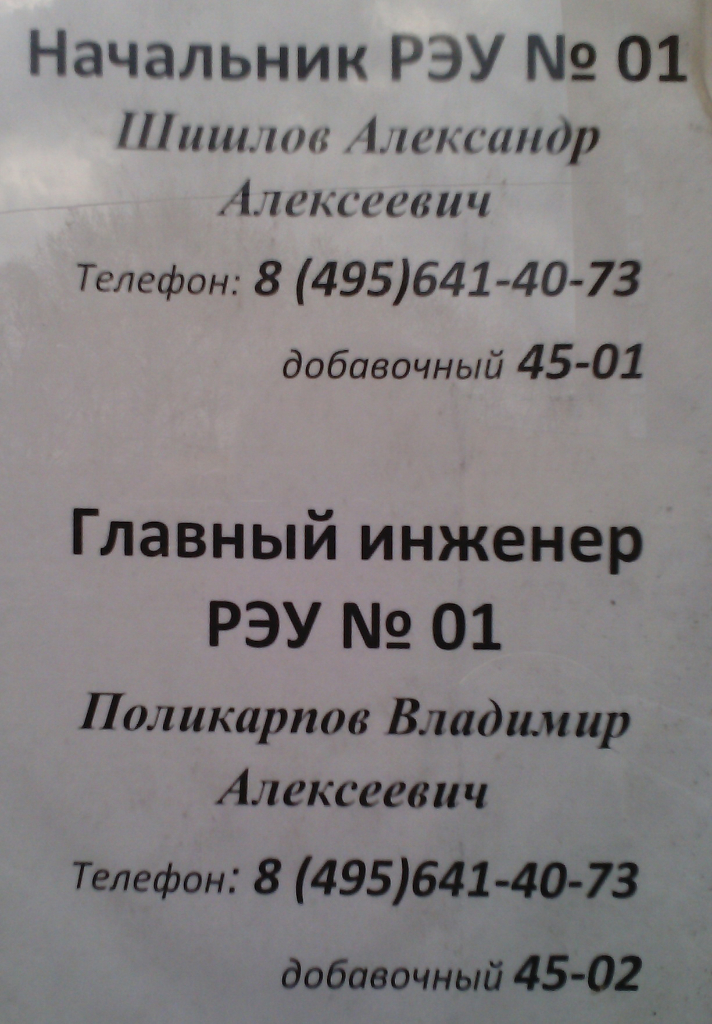 Начальник РЭУ № 01
Шишлов Александр
Алексеевич
Телефон: 8 (495)641-40-73
добавочный 45-01
Главный инженер
РЭУ № 01
Поликарпов Владимир
Алексеевич
Телефон: 8 (495)641-40-73
добавочный 45-02